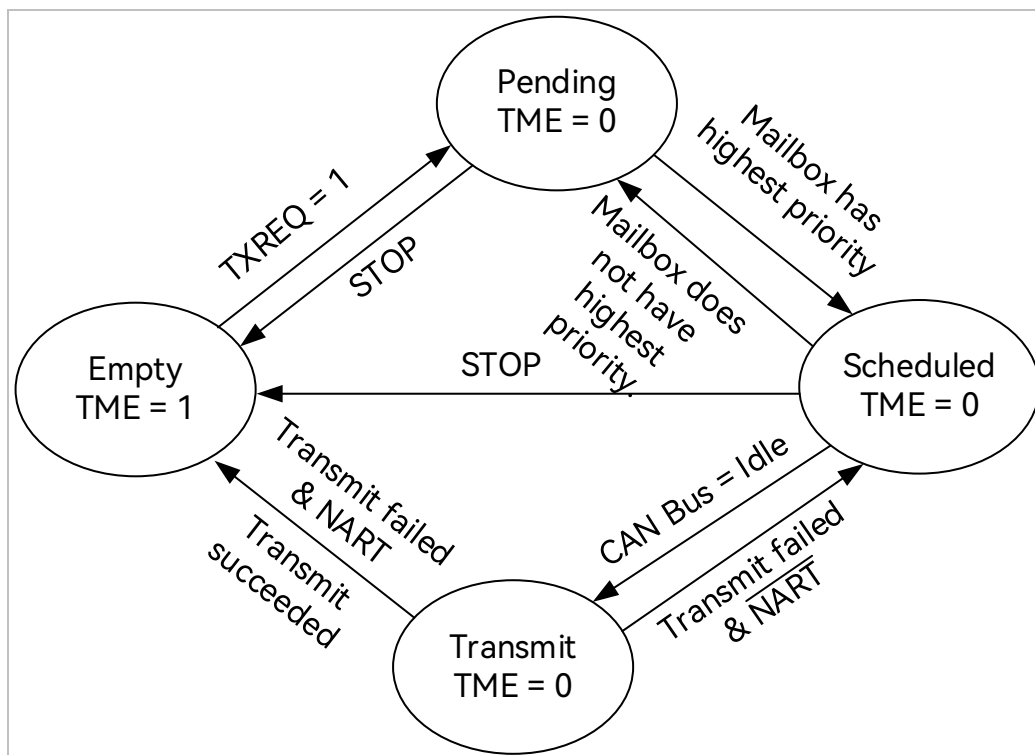 Pending
TME = 0
Mailbox has
highest priority
TXREQ = 1
STOP
Mailbox does
not have
highest
priority.
Empty
TME = 1
STOP
Scheduled
TME = 0
Transmit failed
& NART
Transmit
succeeded
CAN Bus = Idle
Transmit failed
& N̅A̅R̅T̅
Transmit
TME = 0